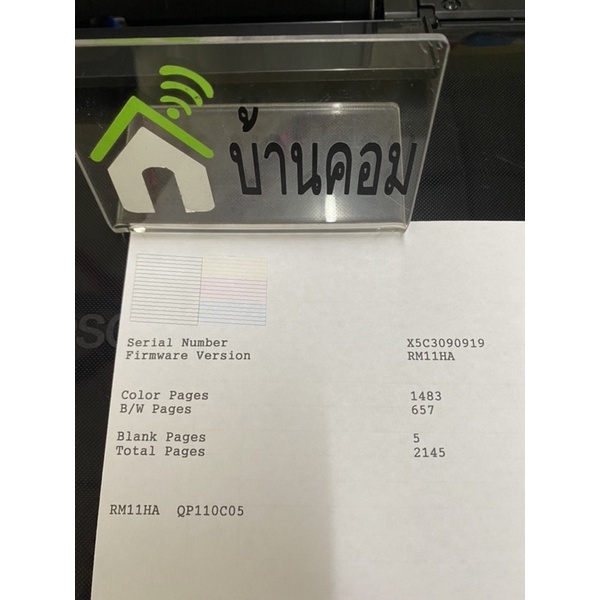 บ้านคอม
Serial Number X5C3090919
Firmware Version RM11HA
Color Pages 1483
B/W Pages 657
Blank Pages 5
Total Pages 2145
RM11HA QP110C05